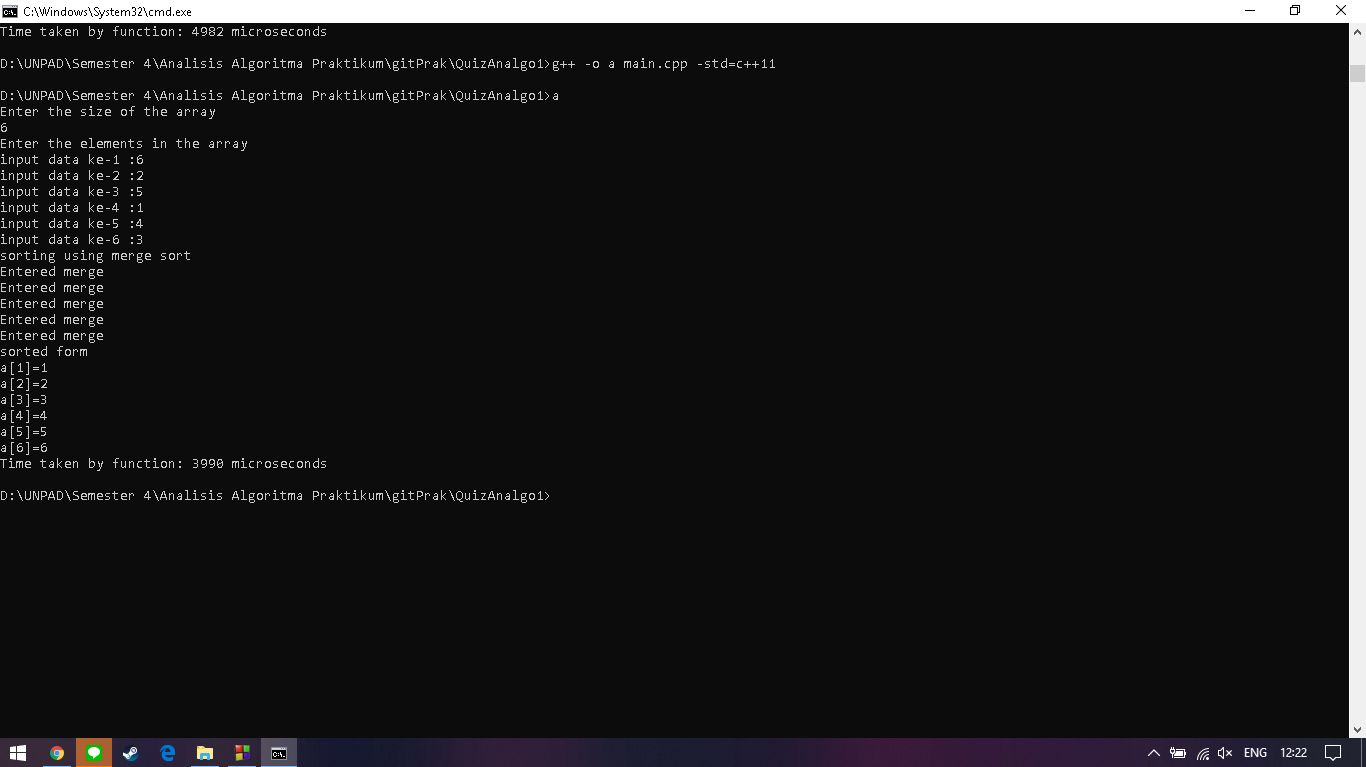 C:\Windows\System32\cmd.exe
Time taken by function: 4982 microseconds
D:\UNPAD\Semester 4\Analisis Algoritma Praktikum\gitPrak\QuizAnalgo1>g++ -o a main.cpp -std=c++11
D:\UNPAD\Semester 4\Analisis Algoritma Praktikum\gitPrak\QuizAnalgo1>a
Enter the size of the array
6
Enter the elements in the array
input data ke-1 :6
input data ke-2 :2
input data ke-3 :5
input data ke-4 :1
input data ke-5 :4
input data ke-6 :3
sorting using merge sort
Entered merge
Entered merge
Entered merge
Entered merge
Entered merge
sorted form
a[1]=1
a[2]=2
a[3]=3
a[4]=4
a[5]=5
a[6]=6
Time taken by function: 3990 microseconds
D:\UNPAD\Semester 4\Analisis Algoritma Praktikum\gitPrak\QuizAnalgo1>
ENG 12:22